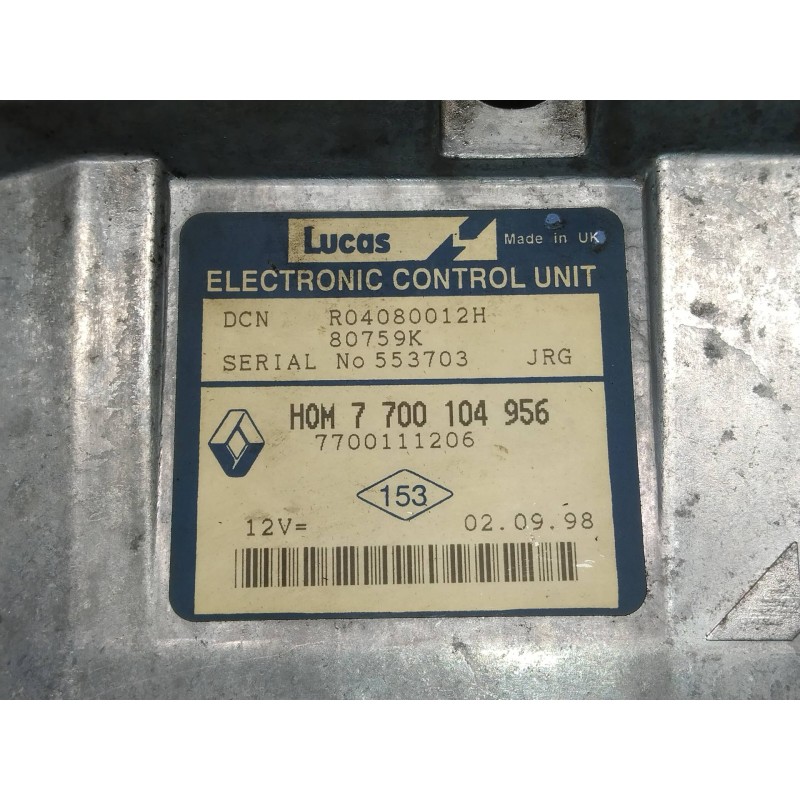 Lucas Made in UK
ELECTRONIC CONTROL UNIT
DCN R04080012H
80759K
SERIAL No 553703 JRG
HOM 7 700 104 956
7700111206
153
12V= 02.09.98